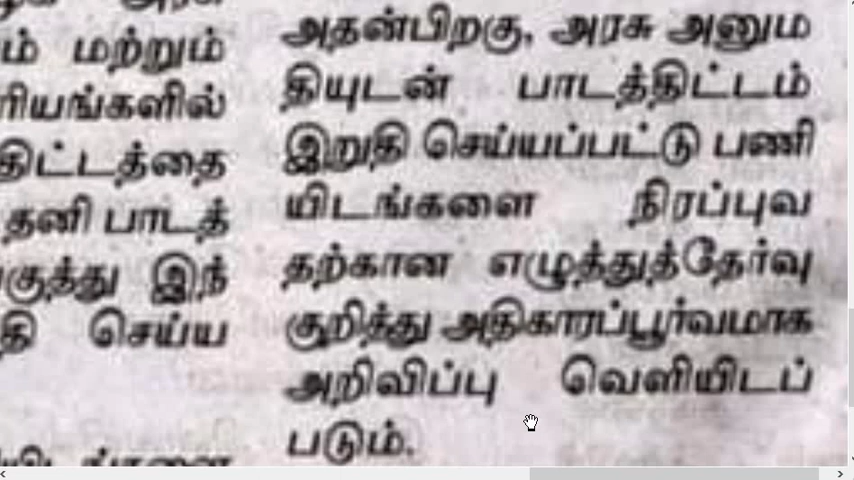 ம் மற்றும்
ரியங்களில்
திட்டத்தை
தனி பாடத்
குத்து இந்
தி செய்ய
அதன்பிறகு, அரசு அனும
தியுடன் பாடத்திட்டம்
இறுதி செய்யப்பட்டு பணி
யிடங்களை நிரப்புவ
தற்கான எழுத்துத்தேர்வு
குறித்து அதிகாரப்பூர்வமாக
அறிவிப்பு வெளியிடப்
படும்.